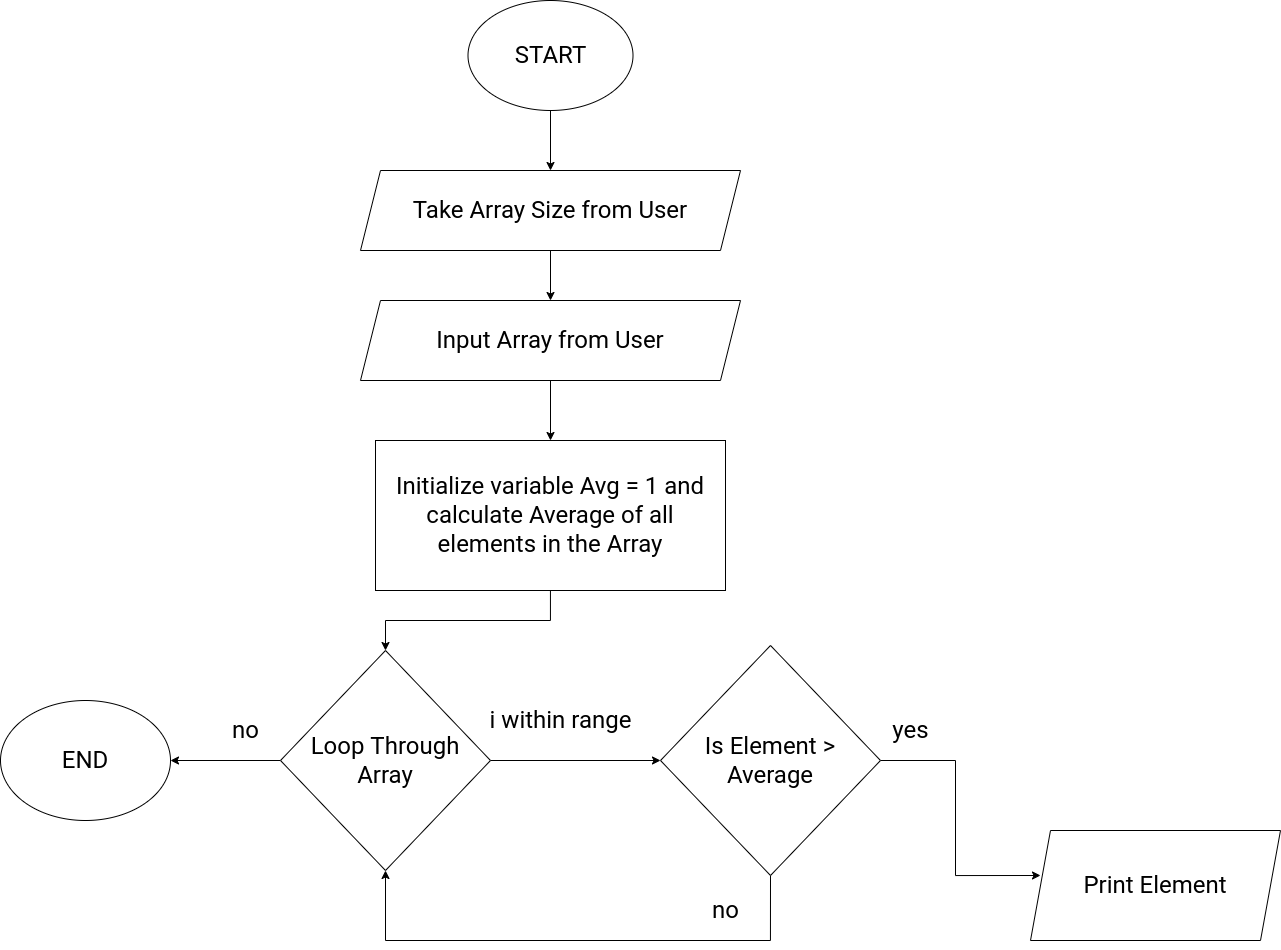 START
Take Array Size from User
Input Array from User
Initialize variable Avg = 1 and
calculate Average of all
elements in the Array
END
no
Loop Through
Array
i within range
Is Element >
Average
yes
no
Print Element